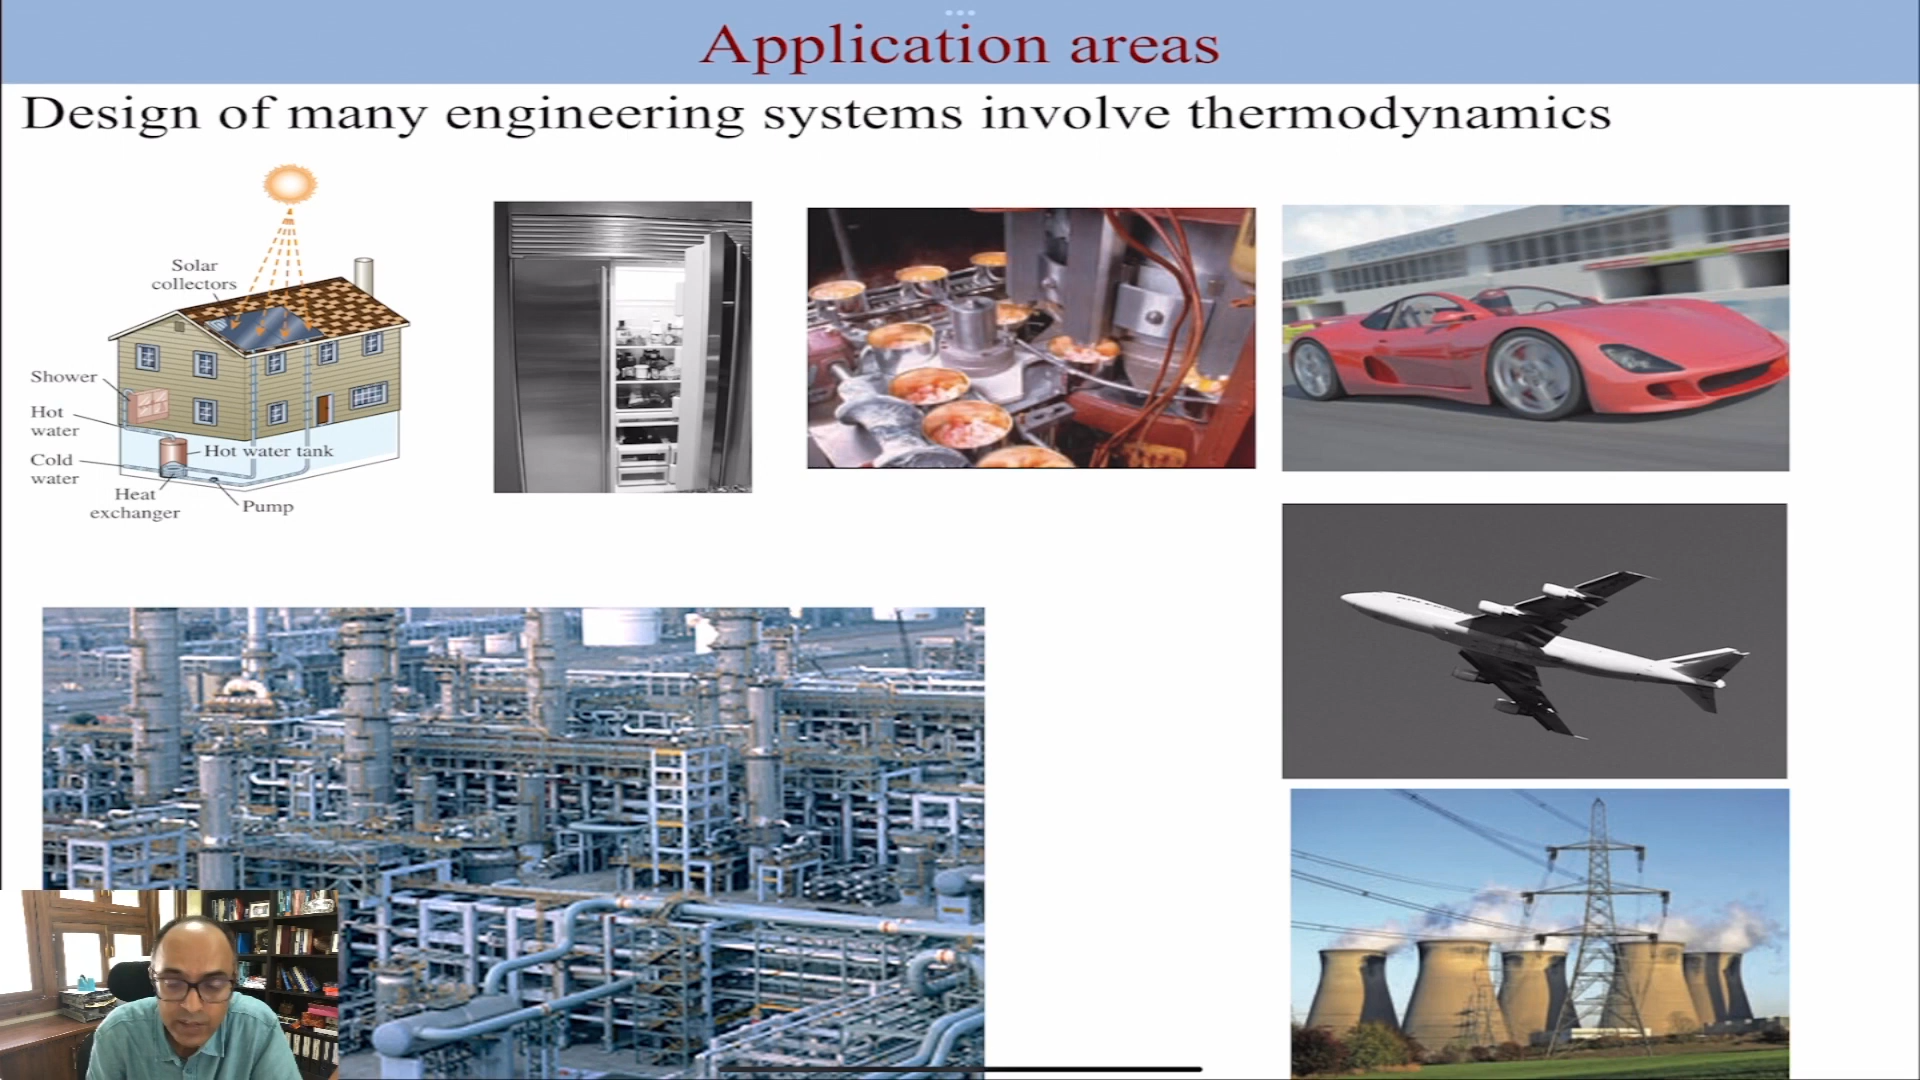 Application areas
Design of many engineering systems involve thermodynamics
Solar
collectors
Shower
Hot
water
Hot water tank
Cold
water
Heat
exchanger
Pump
PERFORMANCE